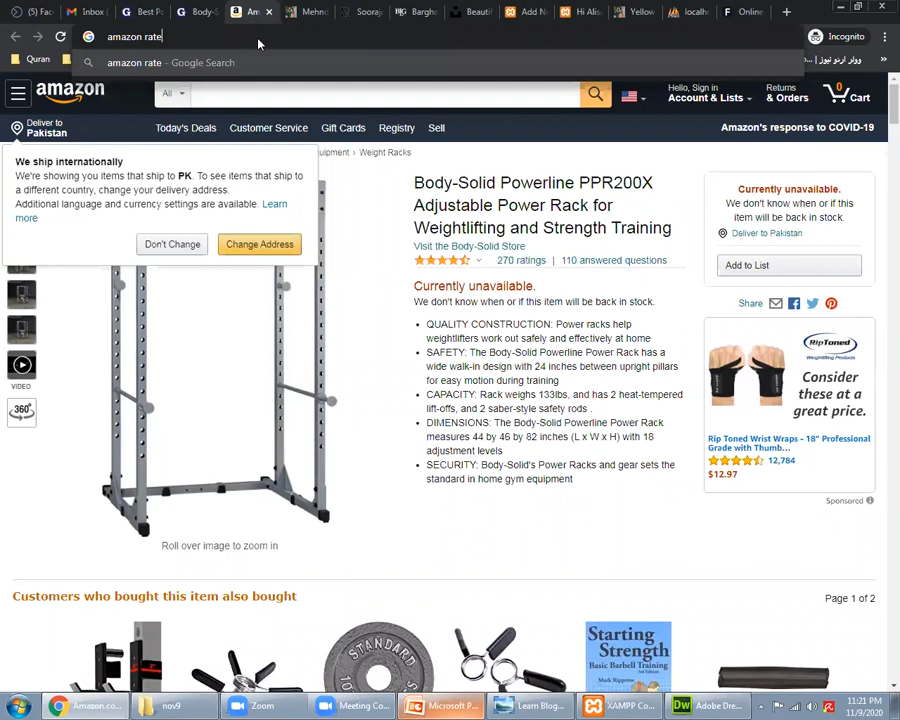 (5) Fac
Inbox (
Best Po
Body-S
Am
Mehn
Sooraj
Bargh
Beautif
Add Ne
Hi Alis
Yellow
localh
Online
amazon rate
Incognito
Quran
وولر اردو نیوز | ...
amazon rate - Google Search
amazon
All
Hello, Sign in
Account & Lists
Returns
& Orders
0
Cart
Deliver to
Pakistan
Today's Deals
Customer Service
Gift Cards
Registry
Sell
Amazon's response to COVID-19
We ship internationally
We're showing you items that ship to PK. To see items that ship to
a different country, change your delivery address.
Additional language and currency settings are available. Learn
more
Don't Change
Change Address
uipment › Weight Racks
VIDEO
360°
Roll over image to zoom in
Body-Solid Powerline PPR200X
Adjustable Power Rack for
Weightlifting and Strength Training
Visit the Body-Solid Store
270 ratings | 110 answered questions
Currently unavailable.
We don't know when or if this item will be back in stock.
• QUALITY CONSTRUCTION: Power racks help
weightlifters work out safely and effectively at home
• SAFETY: The Body-Solid Powerline Power Rack has a
wide walk-in design with 24 inches between upright pillars
for easy motion during training
• CAPACITY: Rack weighs 133lbs, and has 2 heat-tempered
lift-offs, and 2 saber-style safety rods .
• DIMENSIONS: The Body-Solid Powerline Power Rack
measures 44 by 46 by 82 inches (L x W x H) with 18
adjustment levels
• SECURITY: Body-Solid's Power Racks and gear sets the
standard in home gym equipment
Currently unavailable.
We don't know when or if this
item will be back in stock.
Deliver to Pakistan
Add to List
Share
RipToned
Weightlifting Products
Consider
these at a
great price.
Rip Toned Wrist Wraps - 18" Professional
Grade with Thumb...
12,784
$12.97
Sponsored
Customers who bought this item also bought
Page 1 of 2
STANDARD
Starting
Strength
Basic Barbell Training
3rd Edition
Mark Rippetoe
Amazon.co...
nov9
Zoom
Meeting Co...
Microsoft P...
Learn Blog...
XAMPP Co...
Adobe Dre...
11:21 PM
11/9/2020